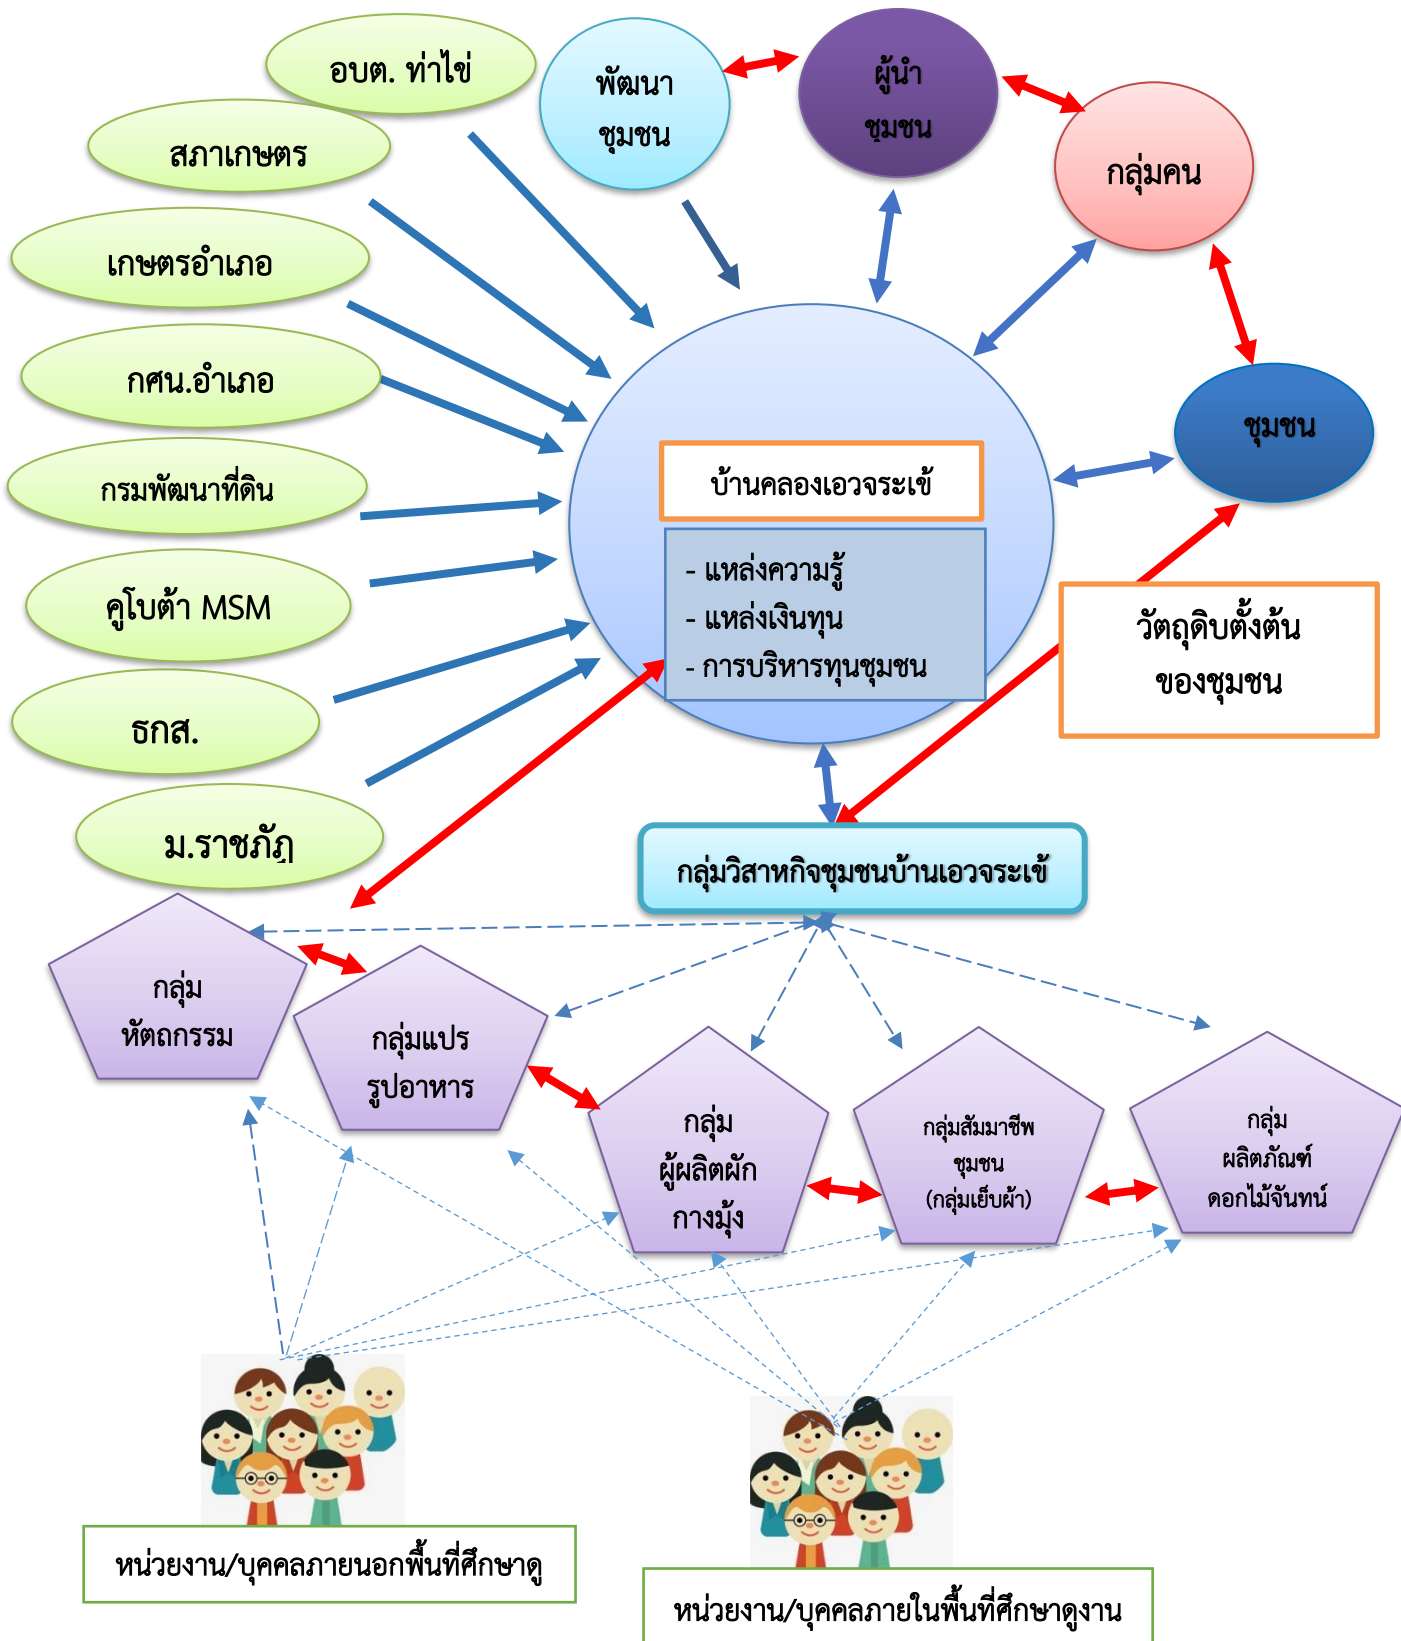 อบต. ท่าไข่
พัฒนา
ชุมชน
ผู้นำ
ชุมชน
กลุ่มคน
สภาเกษตร
เกษตรอำเภอ
กศน.อำเภอ
กรมพัฒนาที่ดิน
คูโบต้า MSM
ธกส.
ม.ราชภัฏ
ชุมชน
บ้านคลองเอวจระเข้
- แหล่งความรู้
- แหล่งเงินทุน
- การบริหารทุนชุมชน
วัตถุดิบตั้งต้น
ของชุมชน
กลุ่มวิสาหกิจชุมชนบ้านเอวจระเข้
กลุ่ม
หัตถกรรม
กลุ่มแปร
รูปอาหาร
กลุ่ม
ผู้ผลิตผัก
กางมุ้ง
กลุ่มสัมมาชีพ
ชุมชน
(กลุ่มเย็บผ้า)
กลุ่ม
ผลิตภัณฑ์
ดอกไม้จันทน์
หน่วยงาน/บุคคลภายนอกพื้นที่ศึกษาดู
หน่วยงาน/บุคคลภายในพื้นที่ศึกษาดูงาน